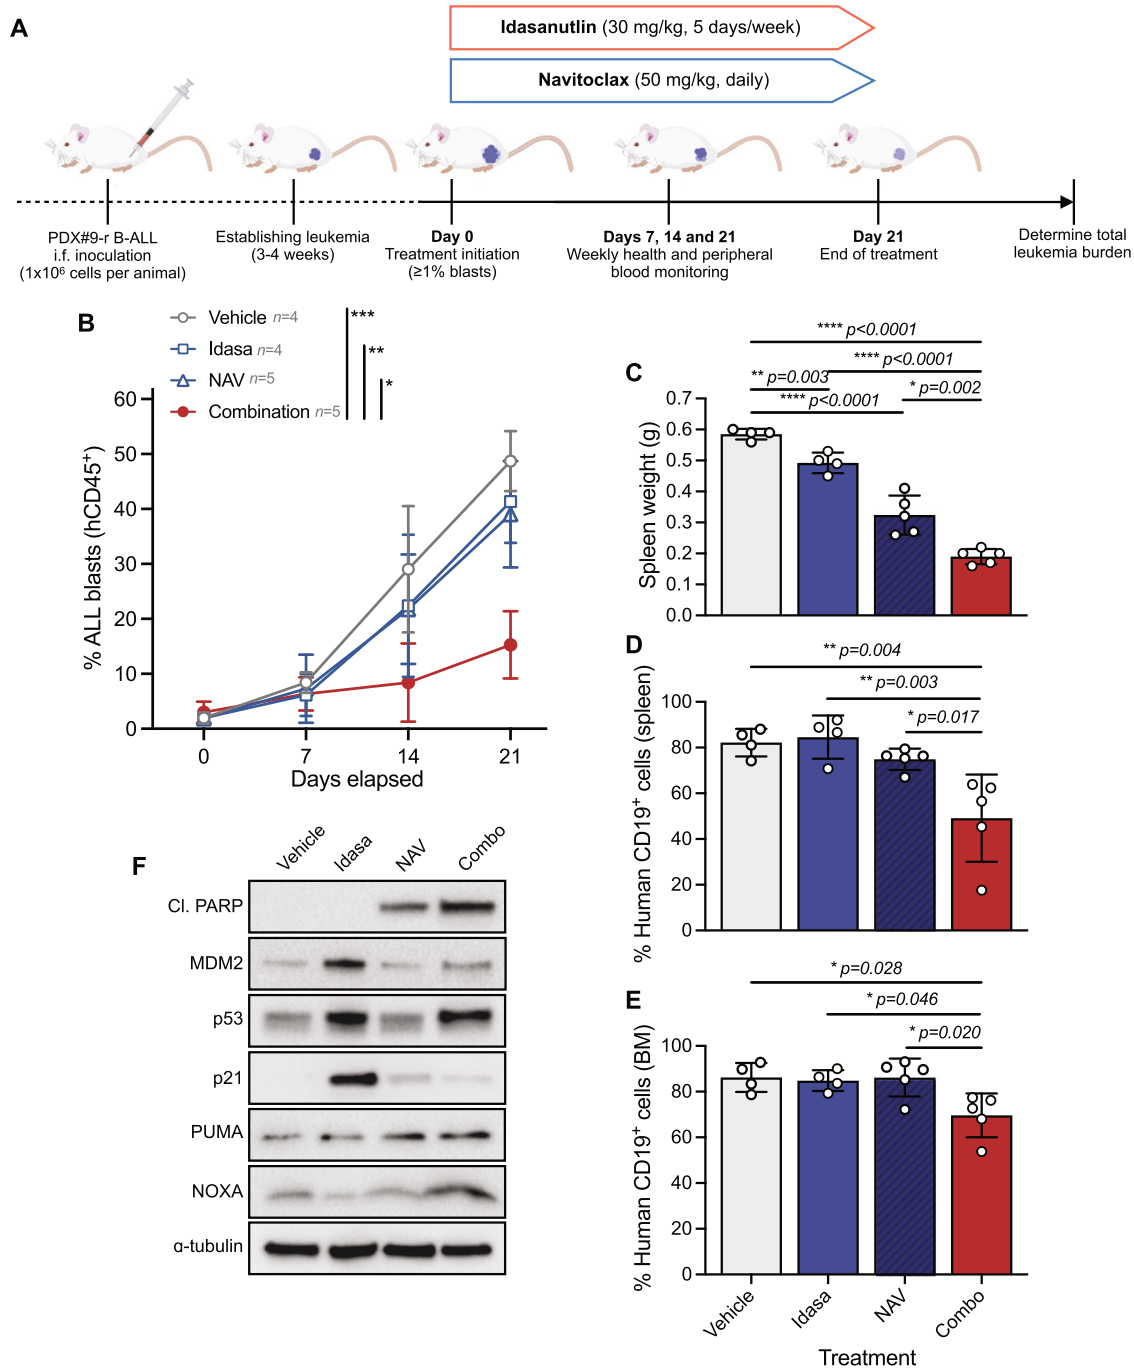 A
Idasanutlin (30 mg/kg, 5 days/week)
Navitoclax (50 mg/kg, daily)
PDX#9-r B-ALL
i.f. inoculation
(1x10⁶ cells per animal)
Establishing leukemia
(3-4 weeks)
Day 0
Treatment initiation
(≥1% blasts)
Days 7, 14 and 21
Weekly health and peripheral
blood monitoring
Day 21
End of treatment
Determine total
leukemia burden
B
Vehicle n=4
Idasa n=4
NAV n=5
Combination n=5
***
**
*
% ALL blasts (hCD45⁺)
60
50
40
30
20
10
0
0 7 14 21
Days elapsed
C
**** p<0.0001
**** p<0.0001
** p=0.003
* p=0.002
**** p<0.0001
Spleen weight (g)
0.7
0.6
0.5
0.4
0.3
0.2
0.1
0.0
D
** p=0.004
** p=0.003
* p=0.017
% Human CD19⁺ cells (spleen)
100
80
60
40
20
0
E
* p=0.028
* p=0.046
* p=0.020
% Human CD19⁺ cells (BM)
100
80
60
40
20
0
Vehicle Idasa NAV Combo
Treatment
F
Vehicle Idasa NAV Combo
Cl. PARP
MDM2
p53
p21
PUMA
NOXA
α-tubulin